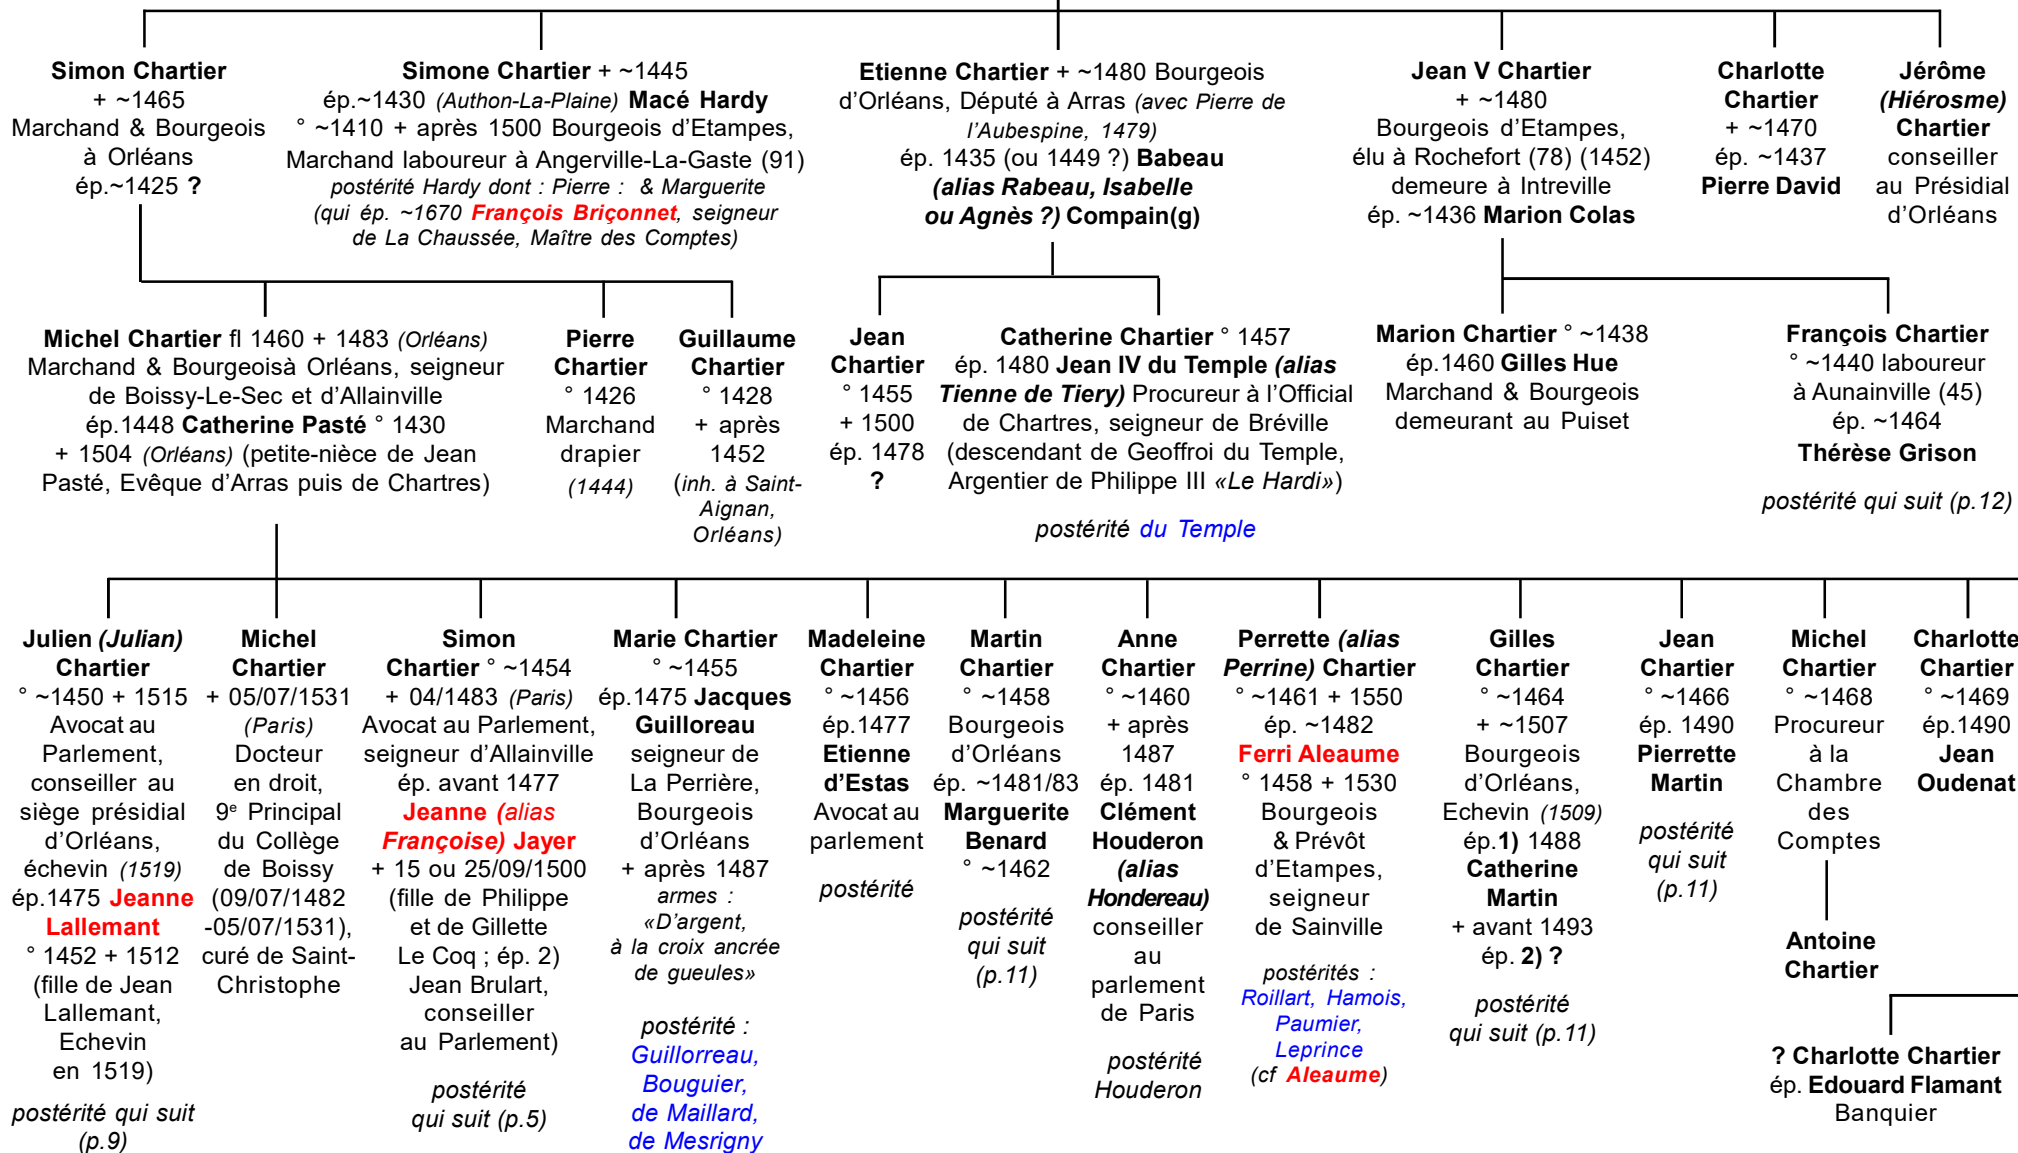 Simon Chartier
+ ~1465
Marchand & Bourgeois
à Orléans
ép.~1425 ?
Simone Chartier + ~1445
ép.~1430 (Authon-La-Plaine) Macé Hardy
° ~1410 + après 1500 Bourgeois d’Etampes,
Marchand laboureur à Angerville-La-Gaste (91)
postérité Hardy dont : Pierre : & Marguerite
(qui ép. ~1670 François Briçonnet, seigneur
de La Chaussée, Maître des Comptes)
Etienne Chartier + ~1480 Bourgeois
d’Orléans, Député à Arras (avec Pierre de
l’Aubespine, 1479)
ép. 1435 (ou 1449 ?) Babeau
(alias Rabeau, Isabelle
ou Agnès ?) Compain(g)
Jean V Chartier
+ ~1480
Bourgeois d’Etampes,
élu à Rochefort (78) (1452)
demeure à Intreville
ép. ~1436 Marion Colas
Charlotte
Chartier
+ ~1470
ép. ~1437
Pierre David
Jérôme
(Hiérosme)
Chartier
conseiller
au Présidial
d’Orléans
Michel Chartier fl 1460 + 1483 (Orléans)
Marchand & Bourgeoisà Orléans, seigneur
de Boissy-Le-Sec et d’Allainville
ép.1448 Catherine Pasté ° 1430
+ 1504 (Orléans) (petite-nièce de Jean
Pasté, Evêque d’Arras puis de Chartres)
Pierre
Chartier
° 1426
Marchand
drapier
(1444)
Guillaume
Chartier
° 1428
+ après
1452
(inh. à Saint-
Aignan,
Orléans)
Jean
Chartier
° 1455
+ 1500
ép. 1478
?
Catherine Chartier ° 1457
ép. 1480 Jean IV du Temple (alias
Tienne de Tiery) Procureur à l’Official
de Chartres, seigneur de Bréville
(descendant de Geoffroi du Temple,
Argentier de Philippe III «Le Hardi»)
postérité du Temple
Marion Chartier ° ~1438
ép.1460 Gilles Hue
Marchand & Bourgeois
demeurant au Puiset
François Chartier
° ~1440 laboureur
à Aunainville (45)
ép. ~1464
Thérèse Grison
postérité qui suit (p.12)
Julien (Julian)
Chartier
° ~1450 + 1515
Avocat au
Parlement,
conseiller au
siège présidial
d’Orléans,
échevin (1519)
ép.1475 Jeanne
Lallemant
° 1452 + 1512
(fille de Jean
Lallemant,
Echevin
en 1519)
postérité qui suit
(p.9)
Michel
Chartier
+ 05/07/1531
(Paris)
Docteur
en droit,
9e Principal
du Collège
de Boissy
(09/07/1482
-05/07/1531),
curé de Saint-
Christophe
Simon
Chartier ° ~1454
+ 04/1483 (Paris)
Avocat au Parlement,
seigneur d’Allainville
ép. avant 1477
Jeanne (alias
Françoise) Jayer
+ 15 ou 25/09/1500
(fille de Philippe
et de Gillette
Le Coq ; ép. 2)
Jean Brulart,
conseiller
au Parlement)
postérité
qui suit (p.5)
Marie Chartier
° ~1455
ép.1475 Jacques
Guilloreau
seigneur de
La Perrière,
Bourgeois
d’Orléans
+ après 1487
armes :
«D’argent,
à la croix ancrée
de gueules»
postérité :
Guillorreau,
Bouguier,
de Maillard,
de Mesrigny
Madeleine
Chartier
° ~1456
ép.1477
Etienne
d’Estas
Avocat au
parlement
postérité
Martin
Chartier
° ~1458
Bourgeois
d’Orléans
ép. ~1481/83
Marguerite
Benard
° ~1462
postérité
qui suit
(p.11)
Anne
Chartier
° ~1460
+ après
1487
ép. 1481
Clément
Houderon
(alias
Hondereau)
conseiller
au
parlement
de Paris
postérité
Houderon
Perrette (alias
Perrine) Chartier
° ~1461 + 1550
ép. ~1482
Ferri Aleaume
° 1458 + 1530
Bourgeois
& Prévôt
d’Etampes,
seigneur
de Sainville
postérités :
Roillart, Hamois,
Paumier,
Leprince
(cf Aleaume)
Gilles
Chartier
° ~1464
+ ~1507
Bourgeois
d’Orléans,
Echevin (1509)
ép.1) 1488
Catherine
Martin
+ avant 1493
ép. 2) ?
postérité
qui suit (p.11)
Jean
Chartier
° ~1466
ép. 1490
Pierrette
Martin
postérité
qui suit
(p.11)
Michel
Chartier
° ~1468
Procureur
à la
Chambre
des
Comptes
Antoine
Chartier
Charlotte
Chartier
° ~1469
ép.1490
Jean
Oudenat
? Charlotte Chartier
ép. Edouard Flamant
Banquier